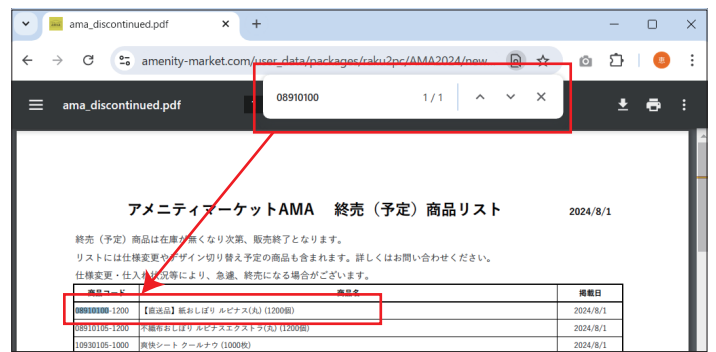 ama_discontinued.pdf
amenity-market.com/user_data/packages/raku2pc/AMA2024/new
恵
ama_discontinued.pdf
08910100
1/1
アメニティマーケットAMA 終売（予定）商品リスト
2024/8/1
終売（予定）商品は在庫が無くなり次第、販売終了となります。
リストには仕様変更やデザイン切り替え予定の商品も含まれます。詳しくはお問い合わせください。
仕様変更・仕入れ状況等により、急遽、終売になる場合がございます。
商品コード 商品名 掲載日
08910100-1200 【直送品】紙おしぼり ルピナス(丸) (1200個) 2024/8/1
08910105-1200 不織布おしぼり ルピナスエクストラ(丸) (1200個) 2024/8/1
10930105-1000 爽快シート クールナウ (1000枚) 2024/8/1